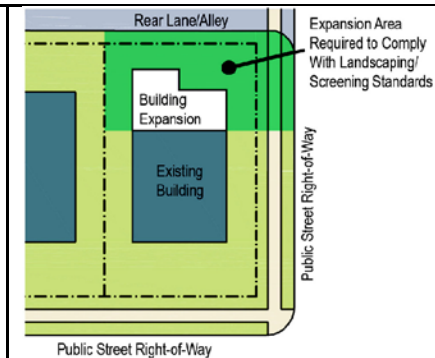 Rear Lane/Alley
Expansion Area
Required to Comply
With Landscaping/
Screening Standards
Building
Expansion
Existing
Building
Public Street Right-of-Way
Public Street Right-of-Way